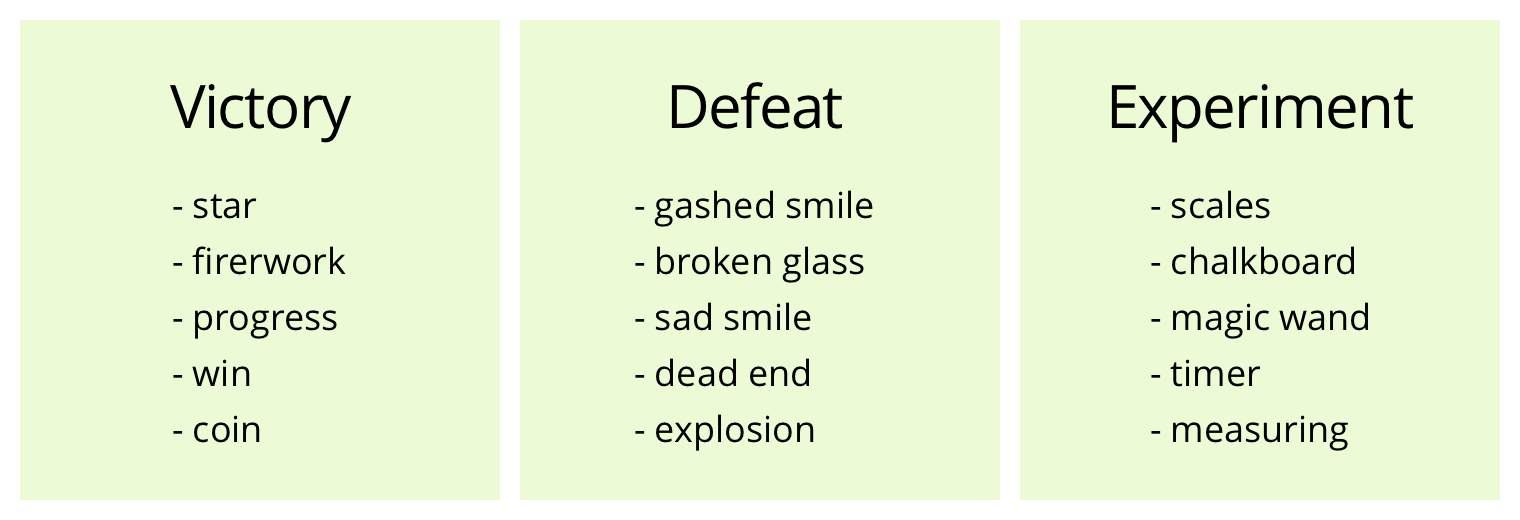 Victory
- star
- firerwork
- progress
- win
- coin
Defeat
- gashed smile
- broken glass
- sad smile
- dead end
- explosion
Experiment
- scales
- chalkboard
- magic wand
- timer
- measuring